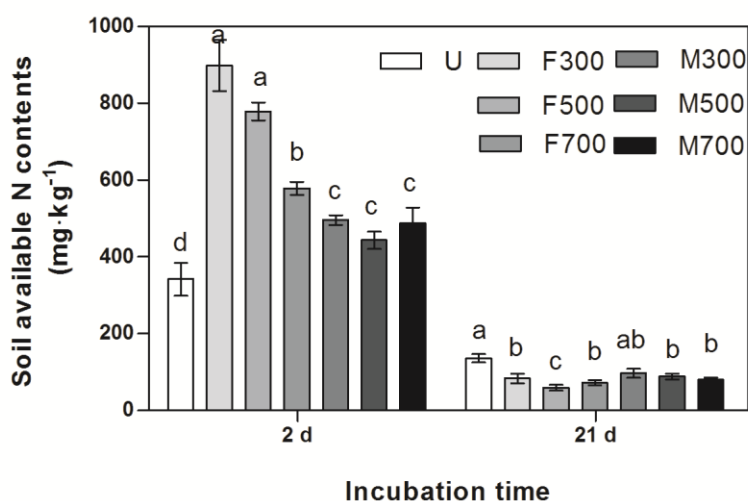 Soil available N contents
(mg·kg-1)
1000
800
600
400
200
0
a
a
b
c
c
c
d
a
b
c
b
ab
b
b
U F300 M300
F500 M500
F700 M700
2 d 21 d
Incubation time